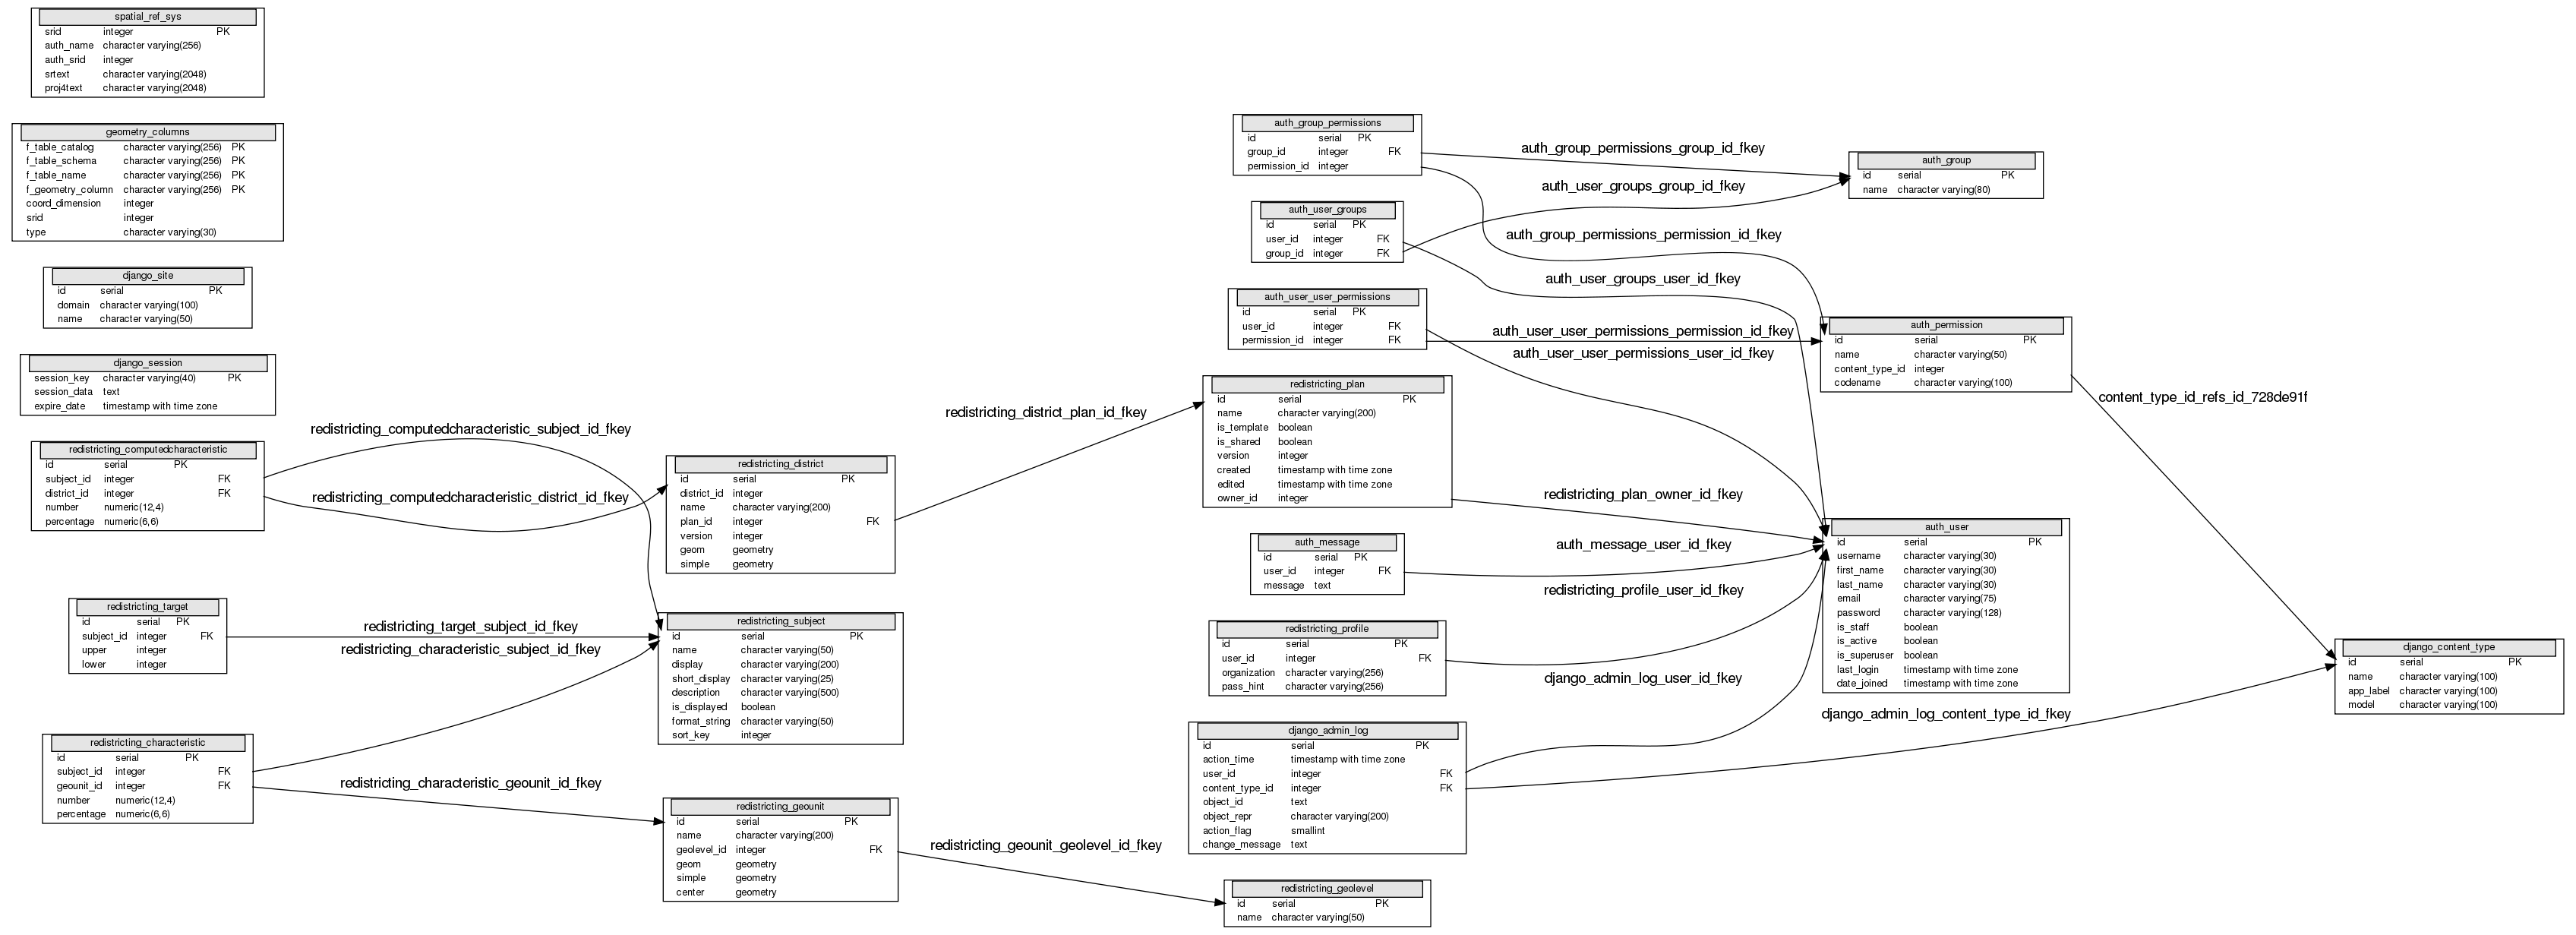 spatial_ref_sys
srid integer PK
auth_name character varying(256)
auth_srid integer
srtext character varying(2048)
proj4text character varying(2048)
geometry_columns
f_table_catalog character varying(256) PK
f_table_schema character varying(256) PK
f_table_name character varying(256) PK
f_geometry_column character varying(256) PK
coord_dimension integer
srid integer
type character varying(30)
django_site
id serial PK
domain character varying(100)
name character varying(50)
django_session
session_key character varying(40) PK
session_data text
expire_date timestamp with time zone
redistricting_computedcharacteristic
id serial PK
subject_id integer FK
district_id integer FK
number numeric(12,4)
percentage numeric(6,6)
redistricting_target
id serial PK
subject_id integer FK
upper integer
lower integer
redistricting_characteristic
id serial PK
subject_id integer FK
geounit_id integer FK
number numeric(12,4)
percentage numeric(6,6)
redistricting_computedcharacteristic_subject_id_fkey
redistricting_computedcharacteristic_district_id_fkey
redistricting_target_subject_id_fkey
redistricting_characteristic_subject_id_fkey
redistricting_characteristic_geounit_id_fkey
redistricting_district
id serial PK
district_id integer
name character varying(200)
plan_id integer FK
version integer
geom geometry
simple geometry
redistricting_subject
id serial PK
name character varying(50)
display character varying(200)
short_display character varying(25)
description character varying(500)
is_displayed boolean
format_string character varying(50)
sort_key integer
redistricting_geounit
id serial PK
name character varying(200)
geolevel_id integer FK
geom geometry
simple geometry
center geometry
redistricting_district_plan_id_fkey
redistricting_geounit_geolevel_id_fkey
auth_group_permissions
id serial PK
group_id integer FK
permission_id integer
auth_user_groups
id serial PK
user_id integer FK
group_id integer FK
auth_user_user_permissions
id serial PK
user_id integer FK
permission_id integer FK
redistricting_plan
id serial PK
name character varying(200)
is_template boolean
is_shared boolean
version integer
created timestamp with time zone
edited timestamp with time zone
owner_id integer
auth_message
id serial PK
user_id integer FK
message text
redistricting_profile
id serial PK
user_id integer FK
organization character varying(256)
pass_hint character varying(256)
django_admin_log
id serial PK
action_time timestamp with time zone
user_id integer FK
content_type_id integer FK
object_id text
object_repr character varying(200)
action_flag smallint
change_message text
redistricting_geolevel
id serial PK
name character varying(50)
auth_group_permissions_group_id_fkey
auth_user_groups_group_id_fkey
auth_group_permissions_permission_id_fkey
auth_user_groups_user_id_fkey
auth_user_user_permissions_permission_id_fkey
auth_user_user_permissions_user_id_fkey
redistricting_plan_owner_id_fkey
auth_message_user_id_fkey
redistricting_profile_user_id_fkey
django_admin_log_user_id_fkey
django_admin_log_content_type_id_fkey
auth_group
id serial PK
name character varying(80)
auth_permission
id serial PK
name character varying(50)
content_type_id integer
codename character varying(100)
auth_user
id serial PK
username character varying(30)
first_name character varying(30)
last_name character varying(30)
email character varying(75)
password character varying(128)
is_staff boolean
is_active boolean
is_superuser boolean
last_login timestamp with time zone
date_joined timestamp with time zone
content_type_id_refs_id_728de91f
django_content_type
id serial PK
name character varying(100)
app_label character varying(100)
model character varying(100)